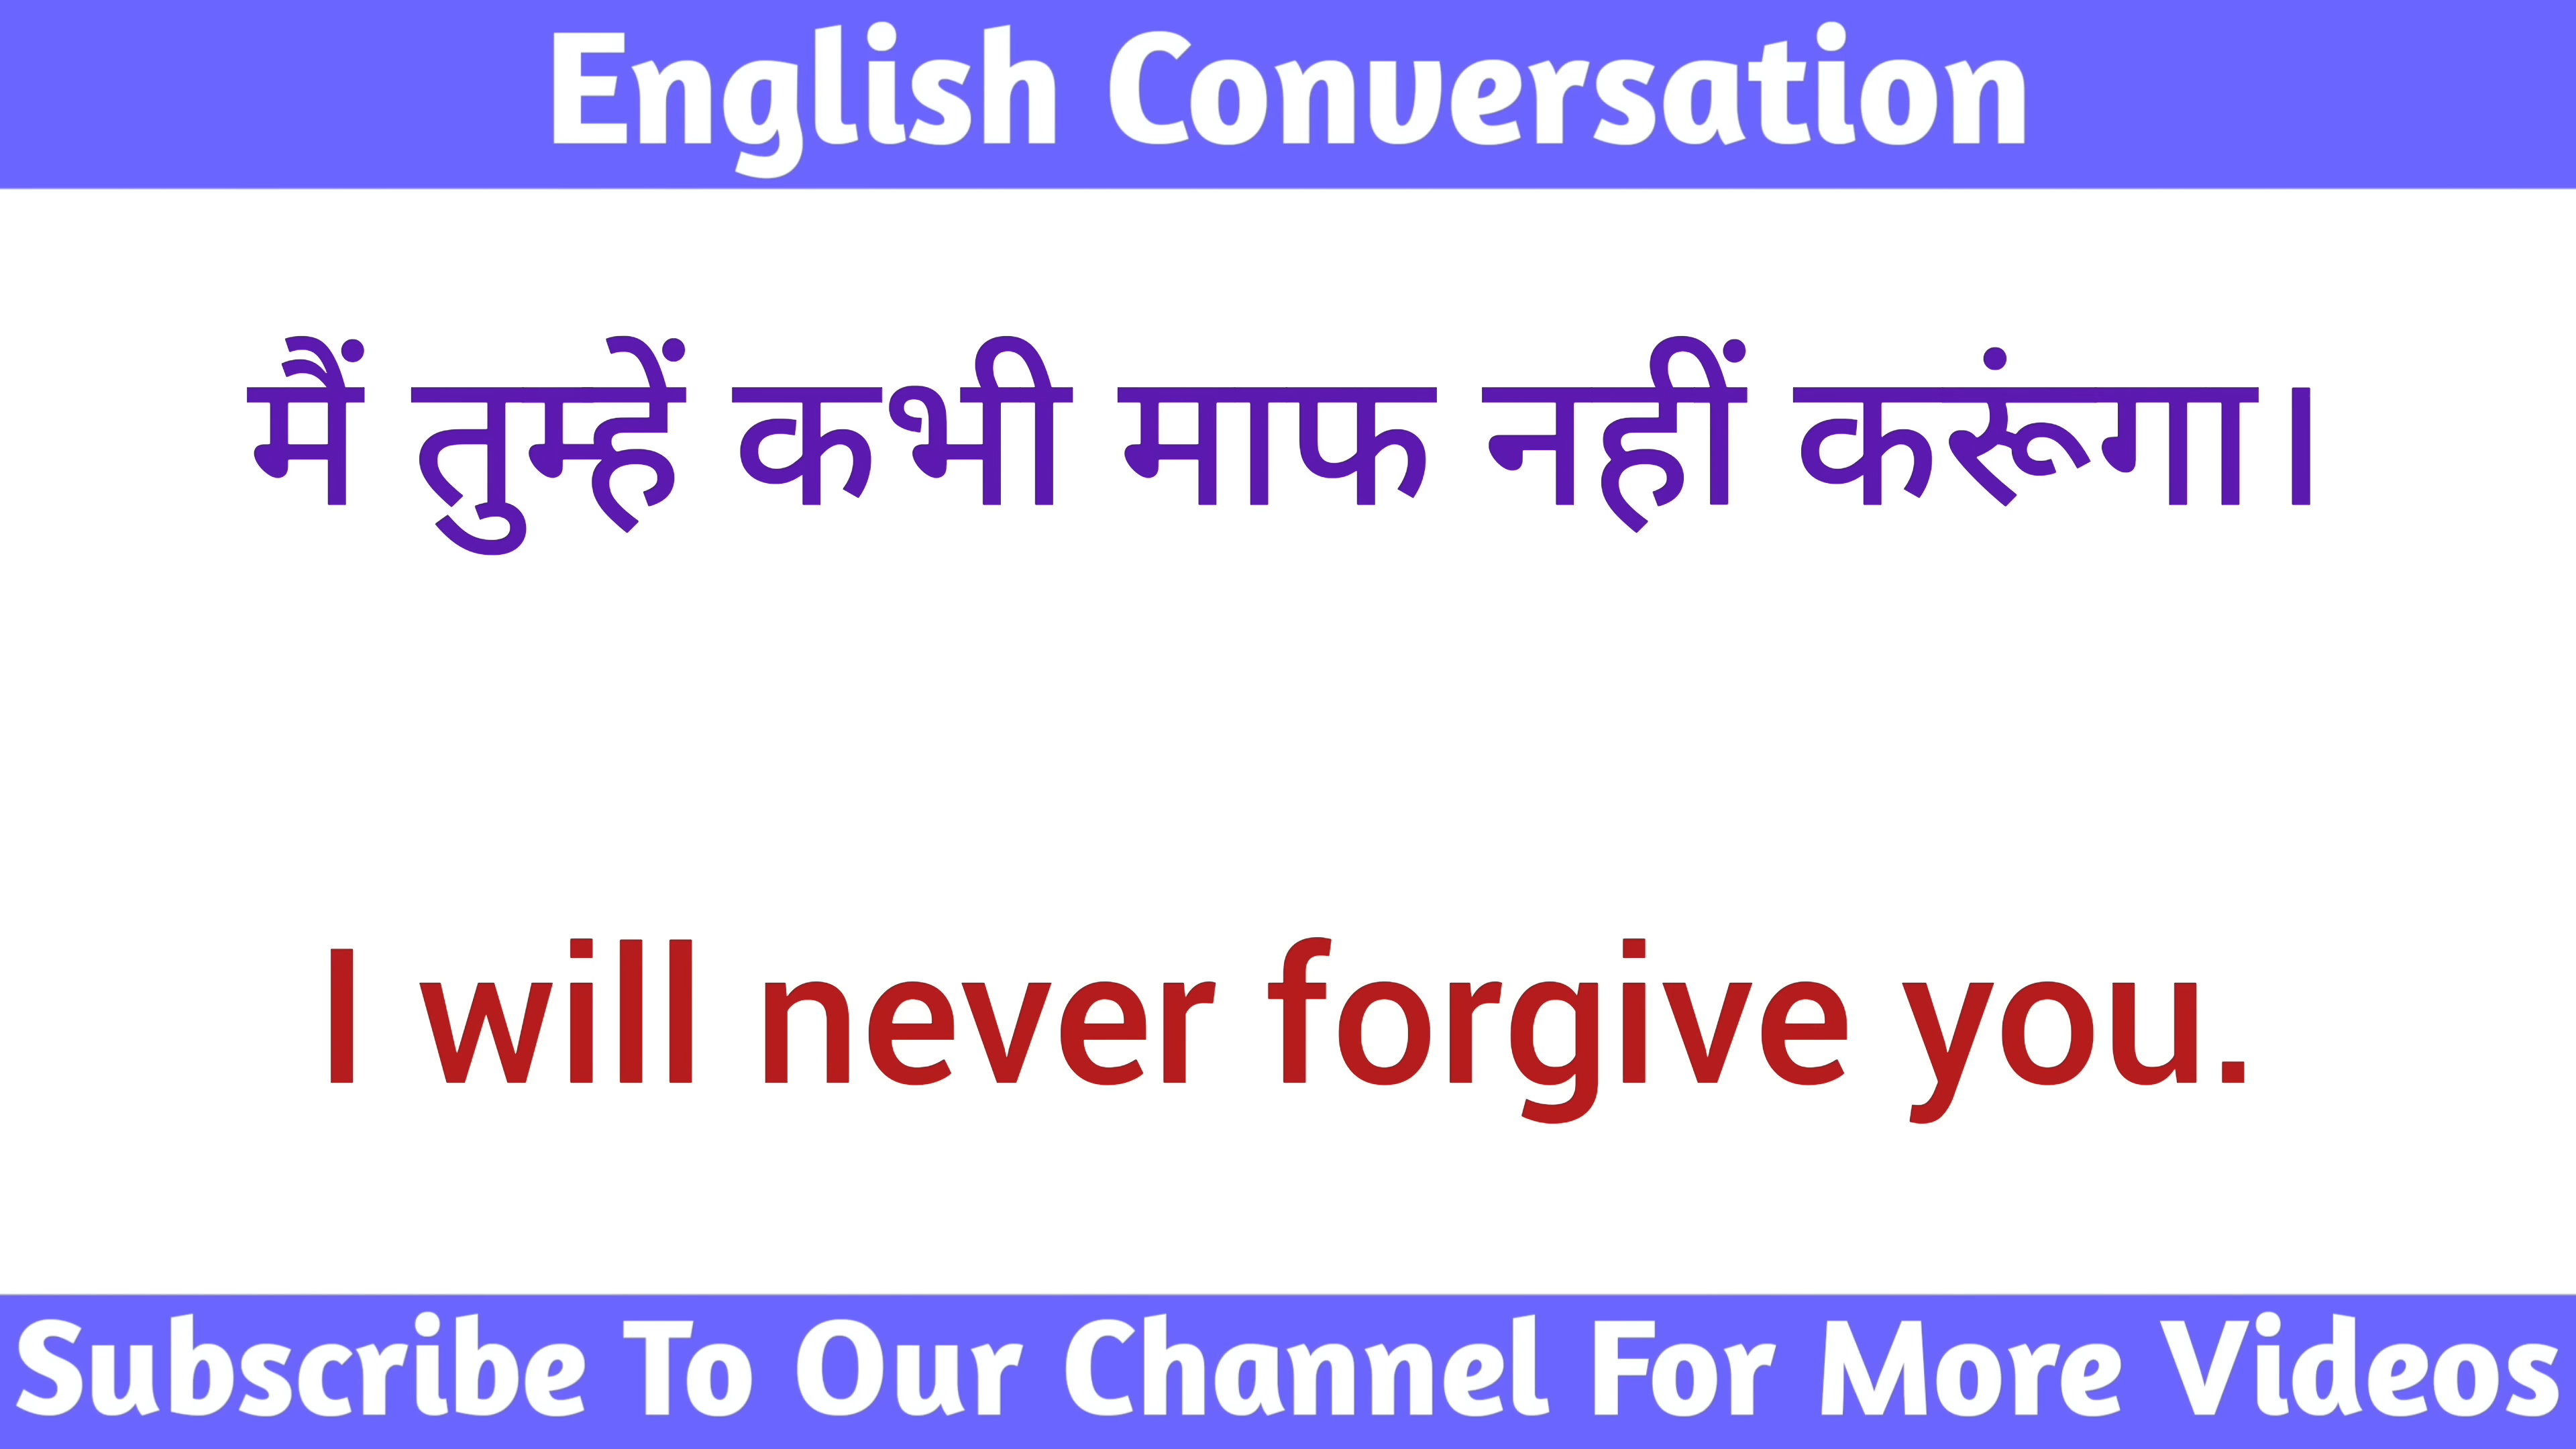 English Conversation
मैं तुम्हें कभी माफ नहीं करूंगा।
I will never forgive you.
Subscribe To Our Channel For More Videos